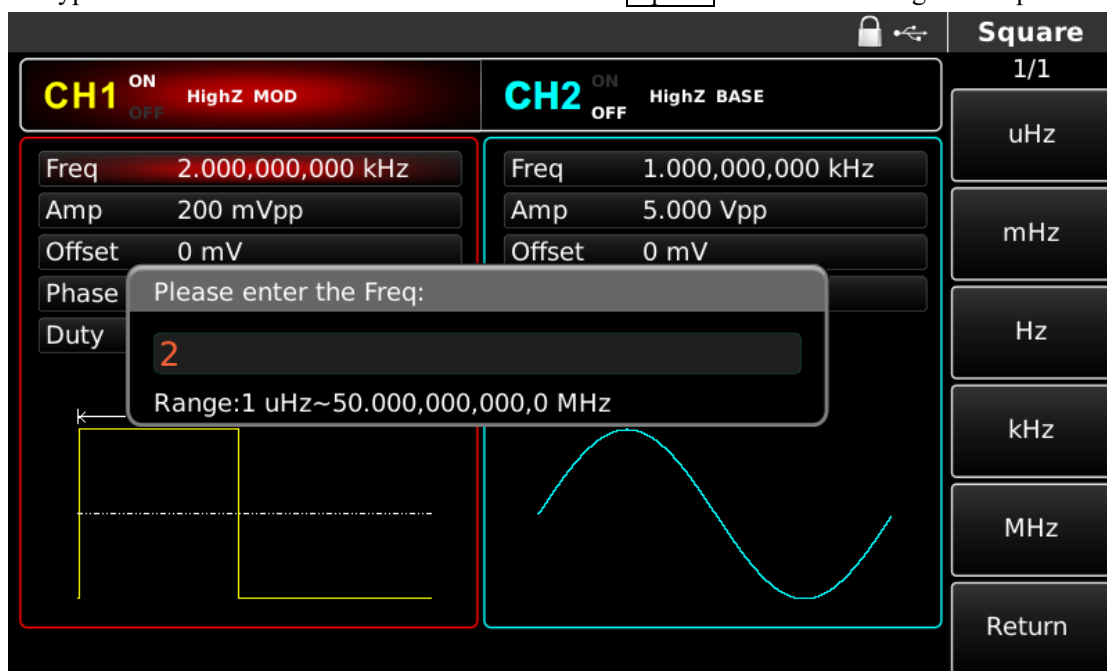 Square
1/1
CH1 ON OFF HighZ MOD
CH2 ON OFF HighZ BASE
Freq 2.000,000,000 kHz
Amp 200 mVpp
Offset 0 mV
Phase
Duty
Freq 1.000,000,000 kHz
Amp 5.000 Vpp
Offset 0 mV
Please enter the Freq:
2
Range:1 uHz~50.000,000,000,0 MHz
uHz
mHz
Hz
kHz
MHz
Return